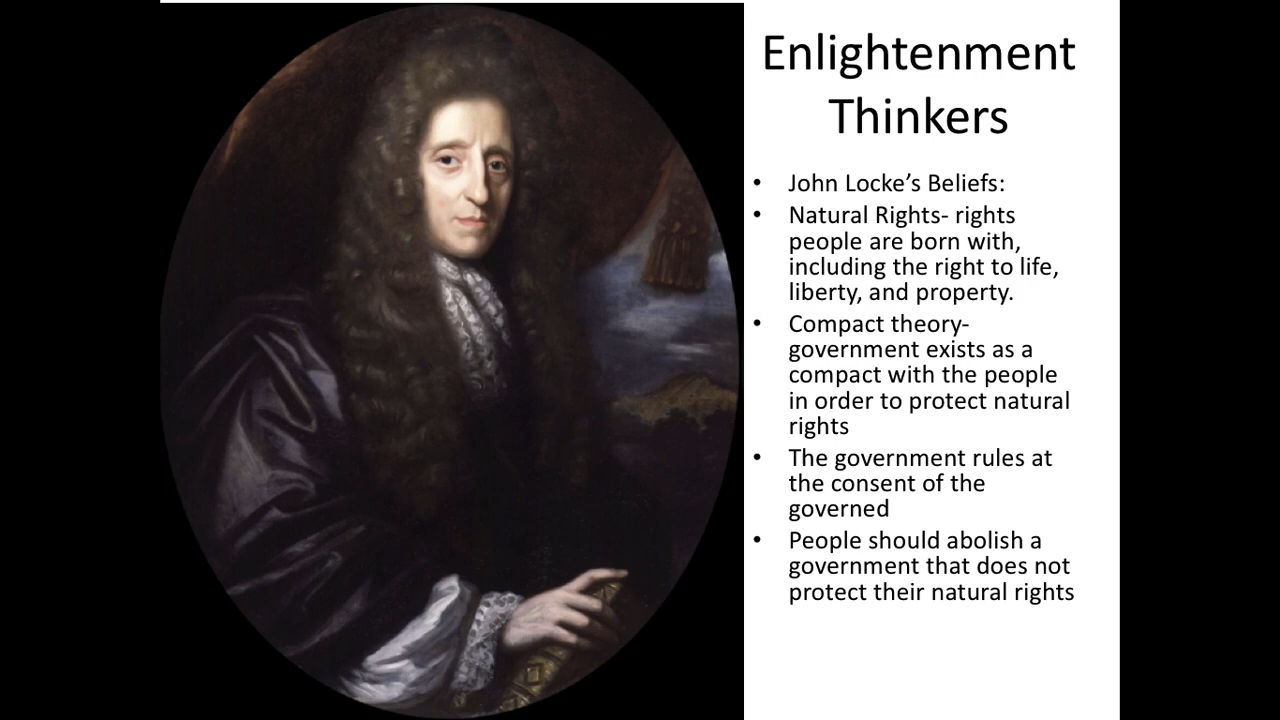 Enlightenment
Thinkers
• John Locke’s Beliefs:
• Natural Rights- rights
people are born with,
including the right to life,
liberty, and property.
• Compact theory-
government exists as a
compact with the people
in order to protect natural
rights
• The government rules at
the consent of the
governed
• People should abolish a
government that does not
protect their natural rights